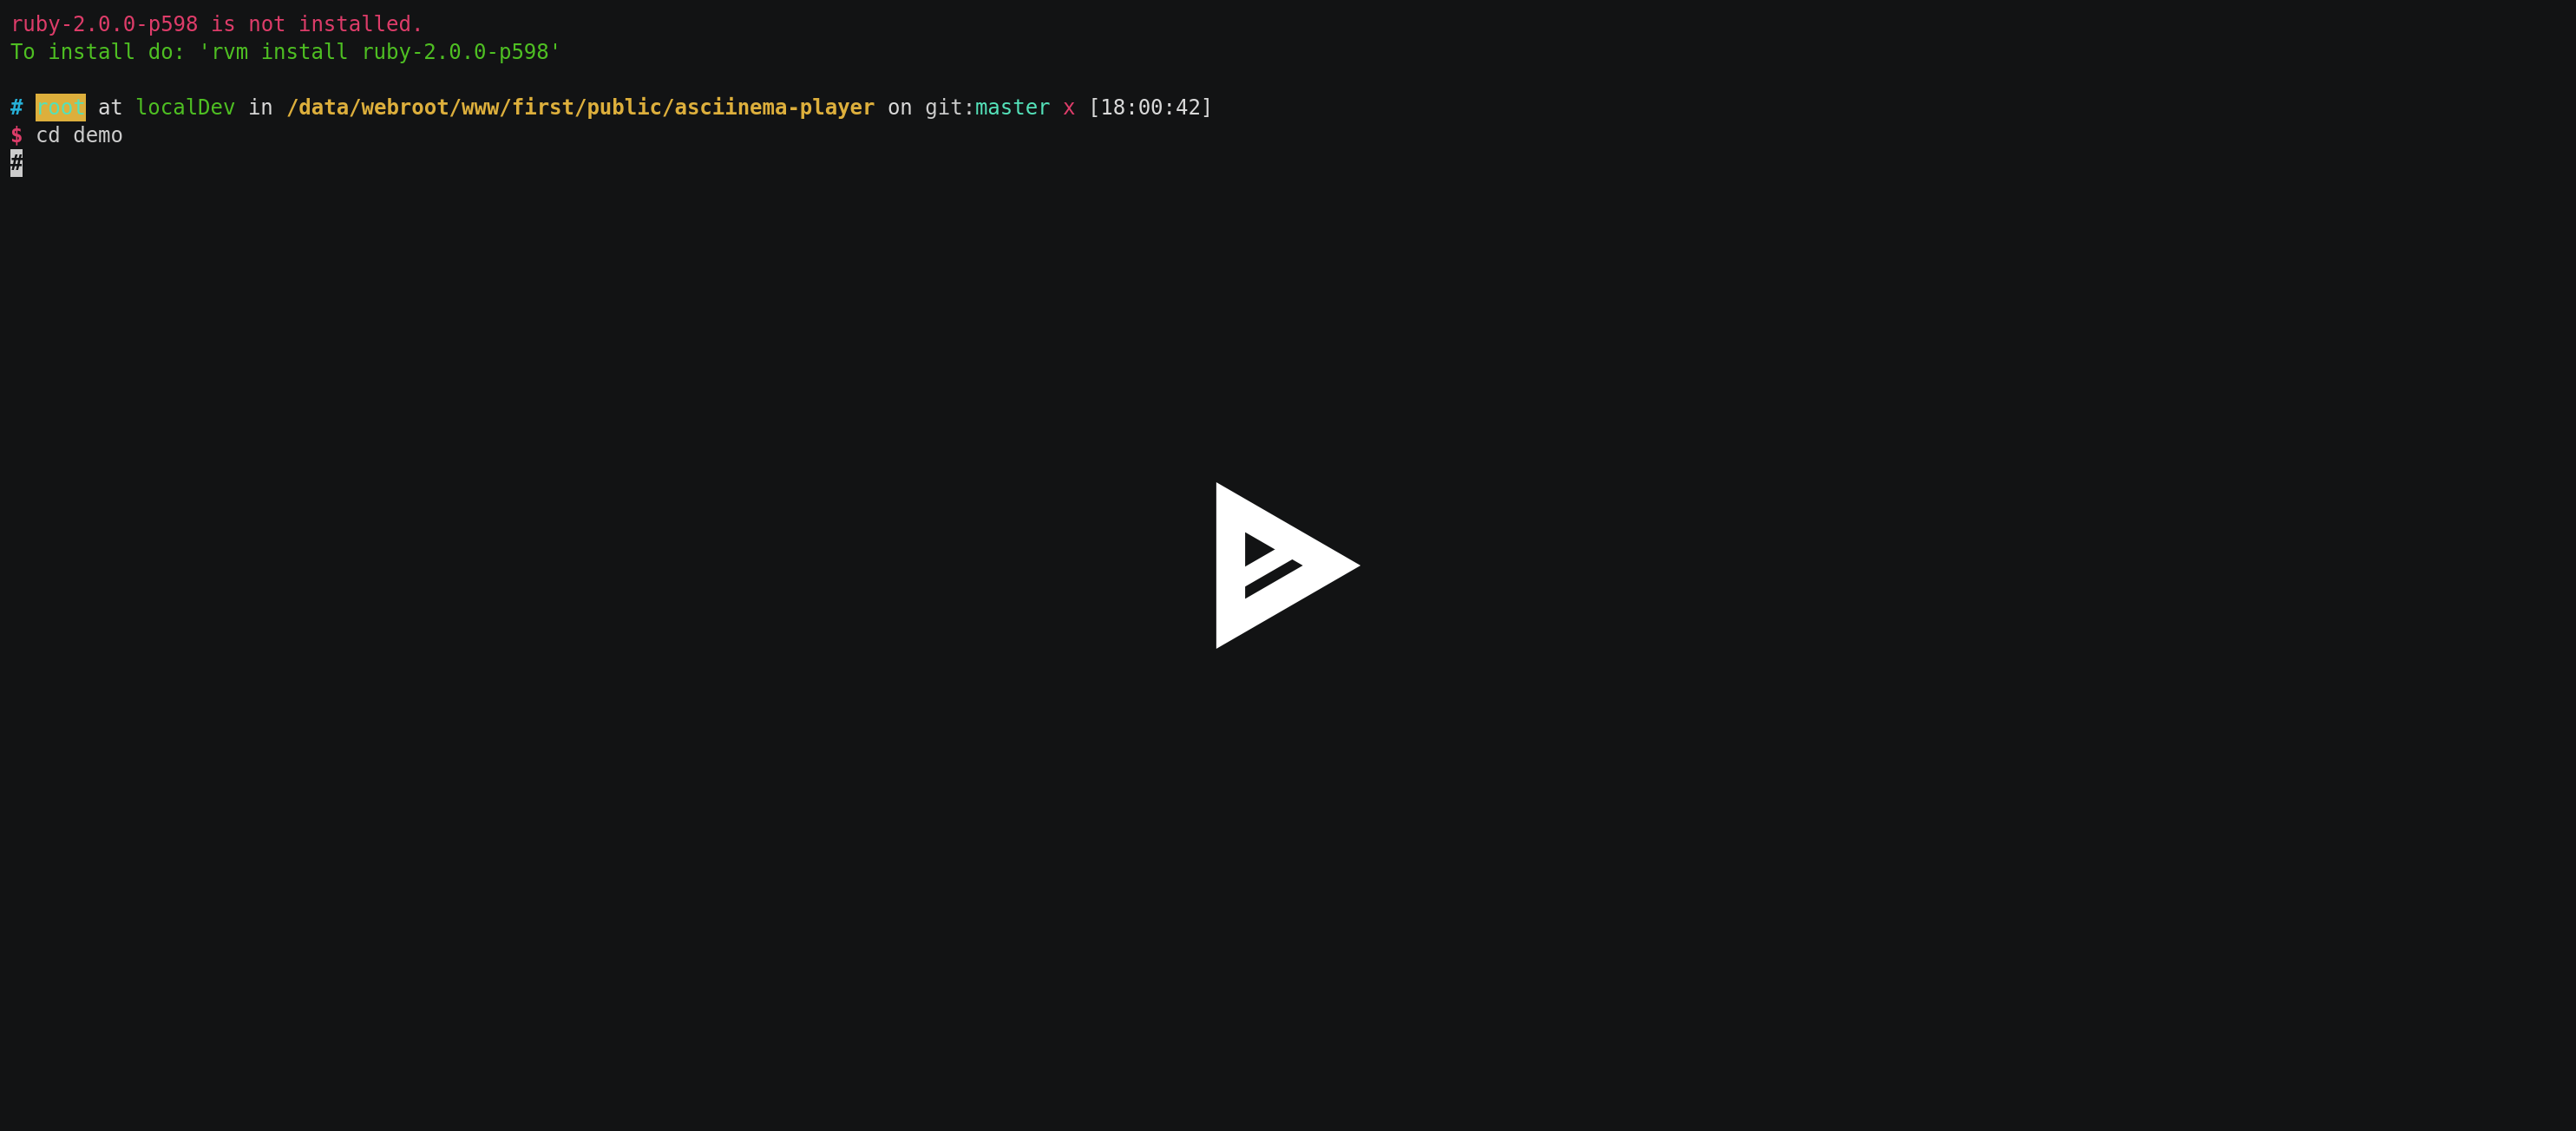 ruby-2.0.0-p598 is not installed.
To install do: 'rvm install ruby-2.0.0-p598'
# root at localDev in /data/webroot/www/first/public/asciinema-player on git:master x [18:00:42]
$ cd demo
#